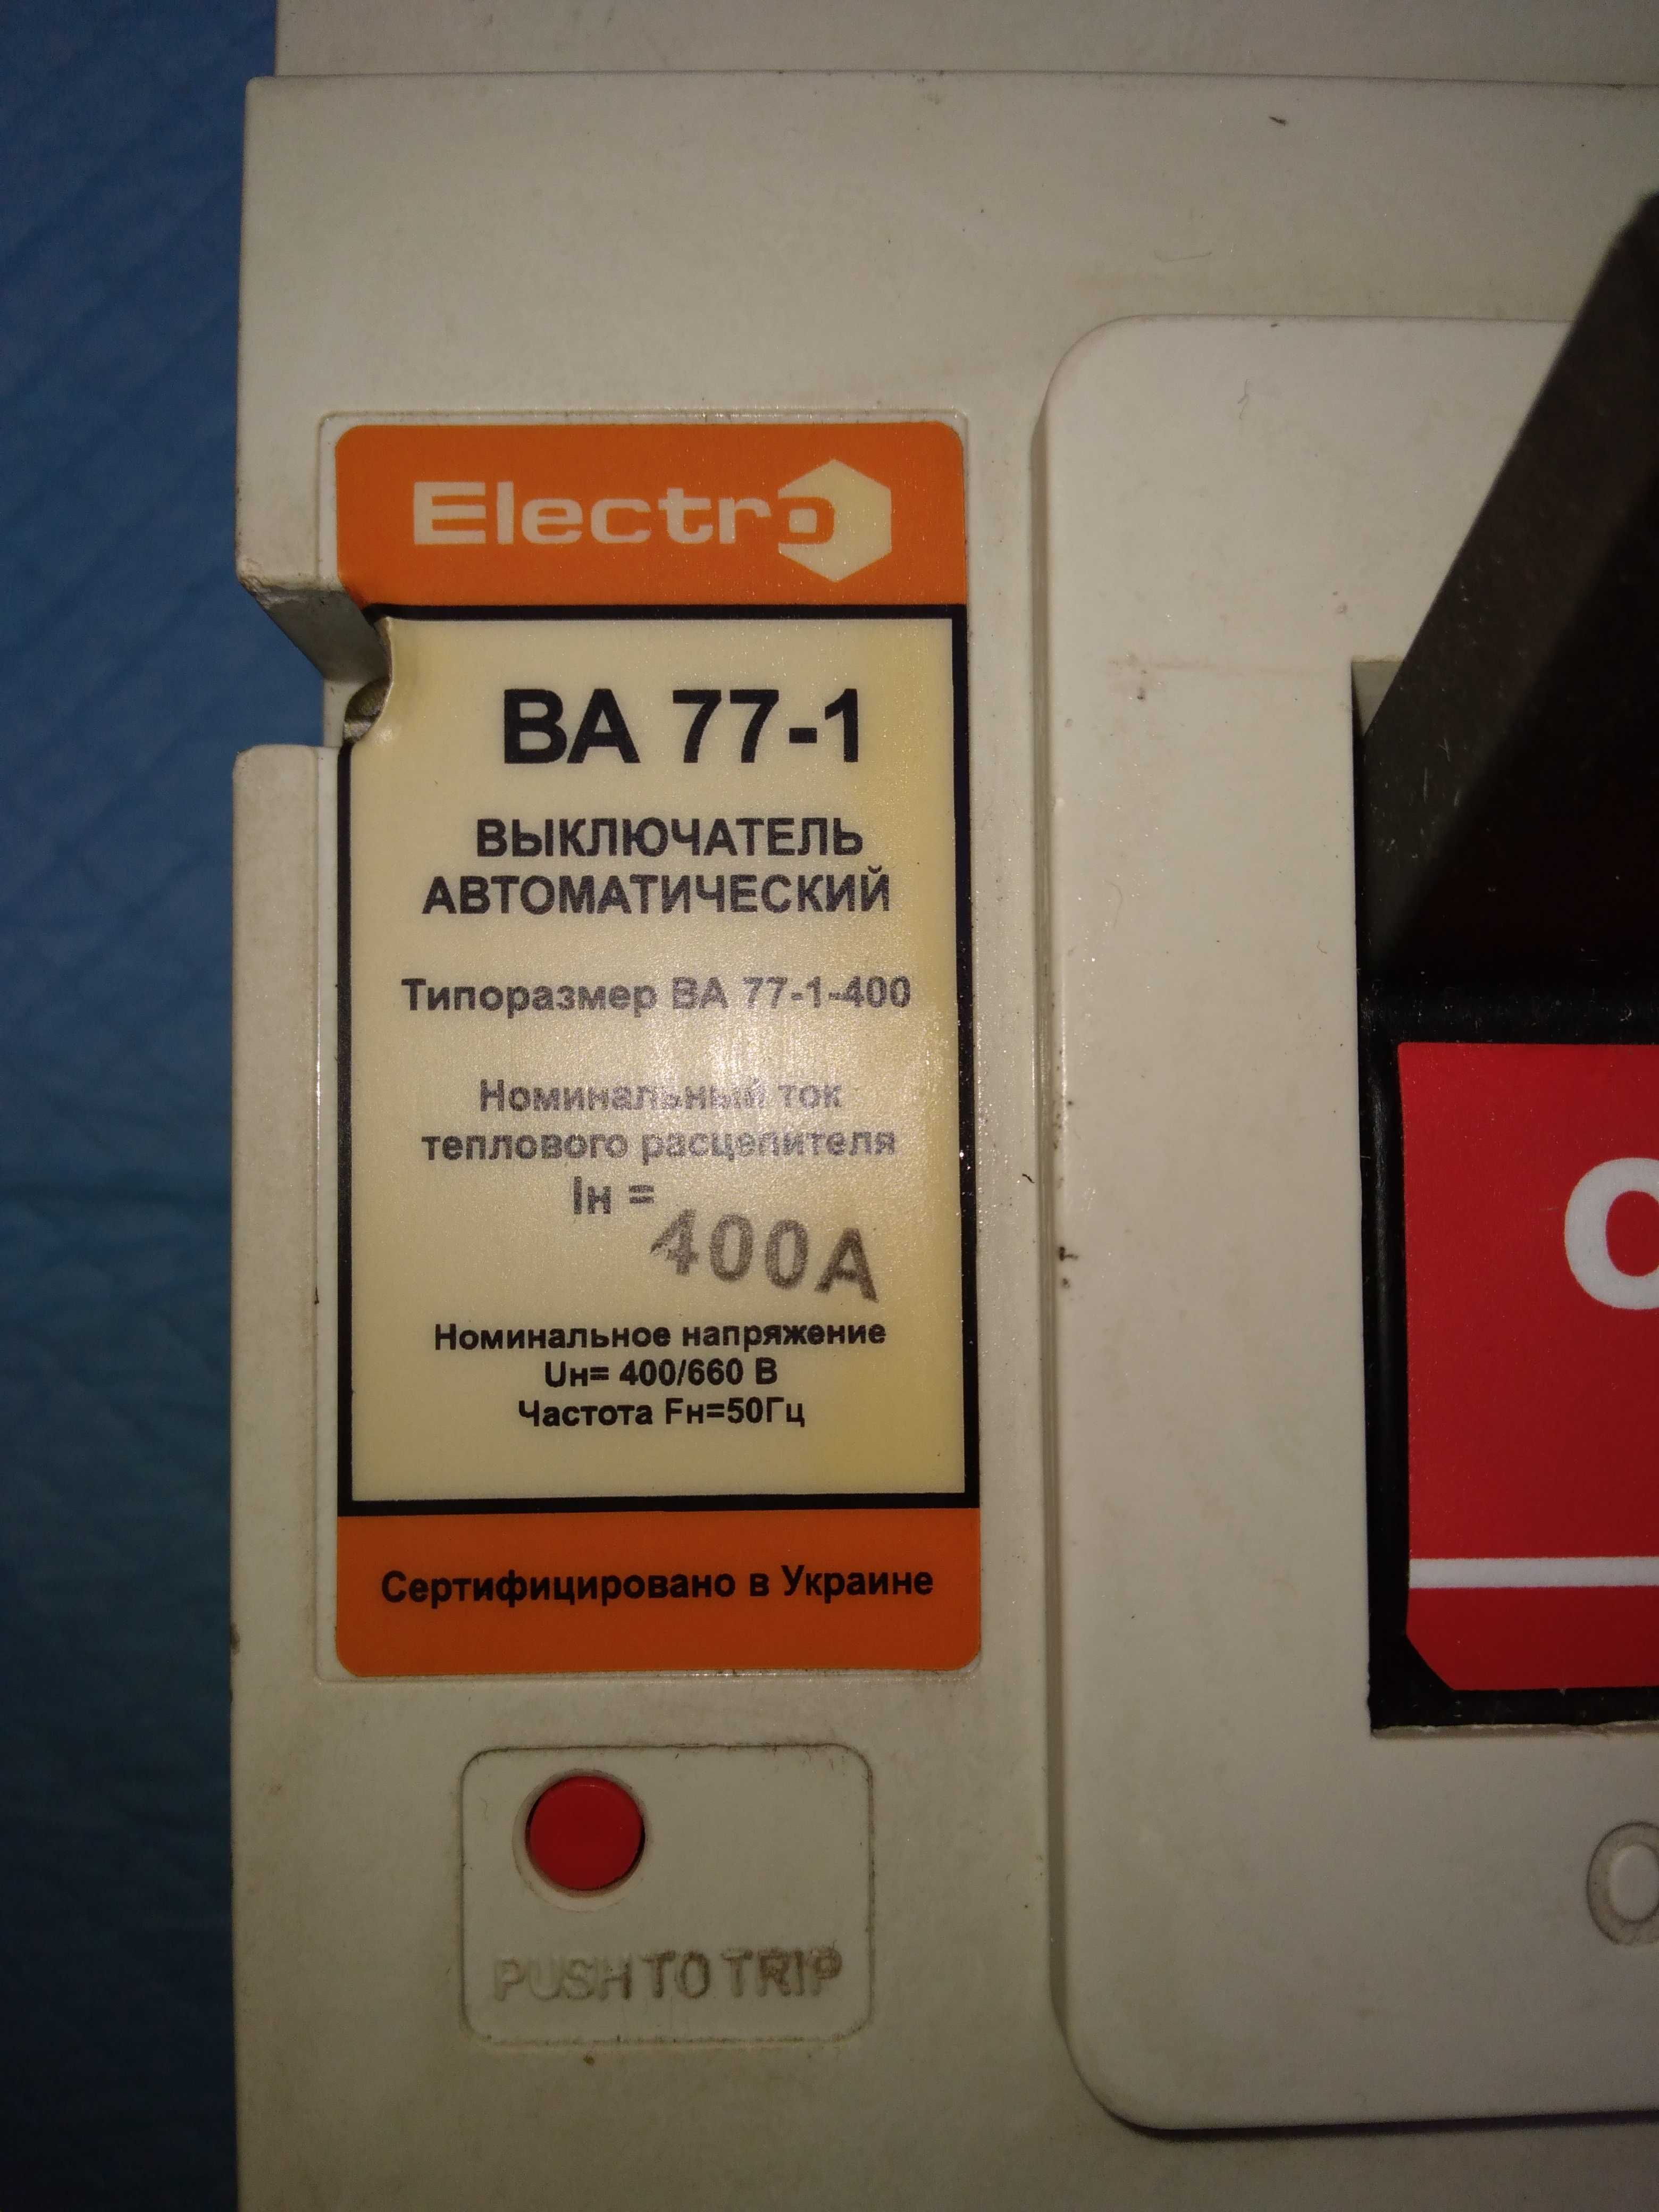 Electro
ВА 77-1
ВЫКЛЮЧАТЕЛЬ
АВТОМАТИЧЕСКИЙ
Типоразмер ВА 77-1-400
Номинальный ток
теплового расцепителя
Iн =
400А
Номинальное напряжение
Uн= 400/660 В
Частота Fн=50Гц
Сертифицировано в Украине
PUSH TO TRIP
O
O